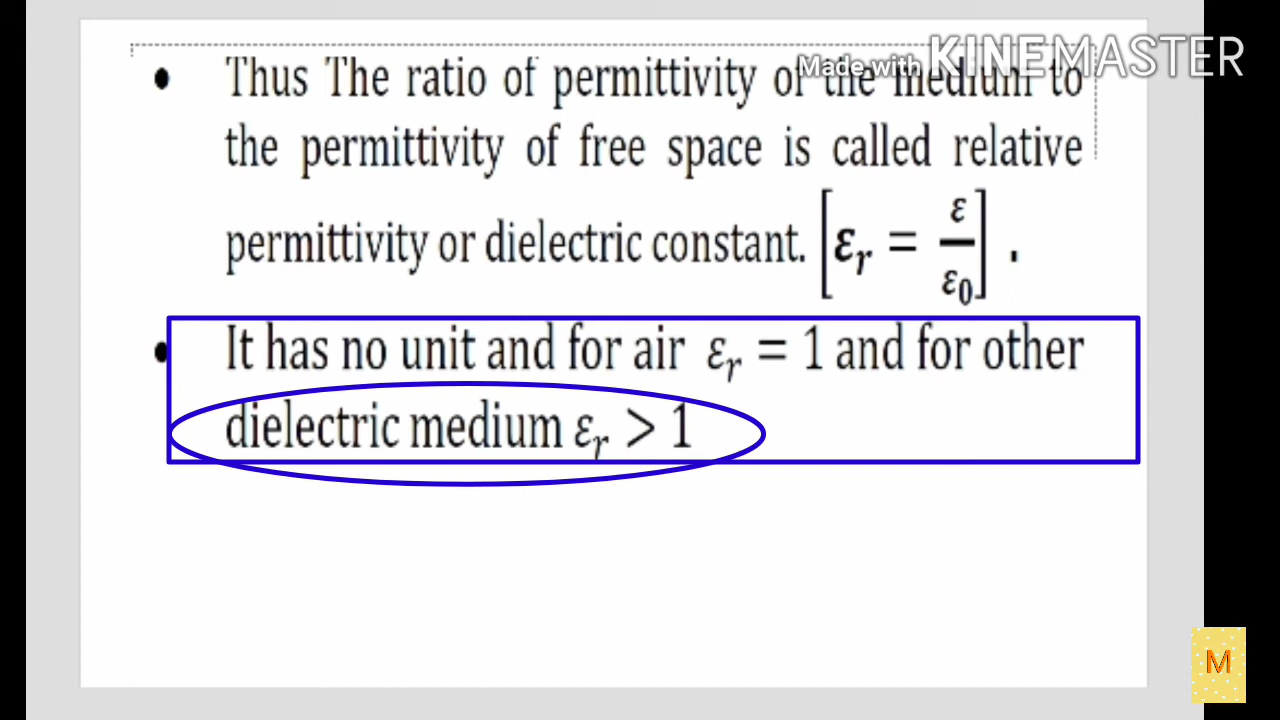 Made with KINEMASTER
• Thus The ratio of permittivity of the medium to
the permittivity of free space is called relative
permittivity or dielectric constant. [εᵣ = ε/ε₀] .
• It has no unit and for air εᵣ = 1 and for other
dielectric medium εᵣ > 1
M